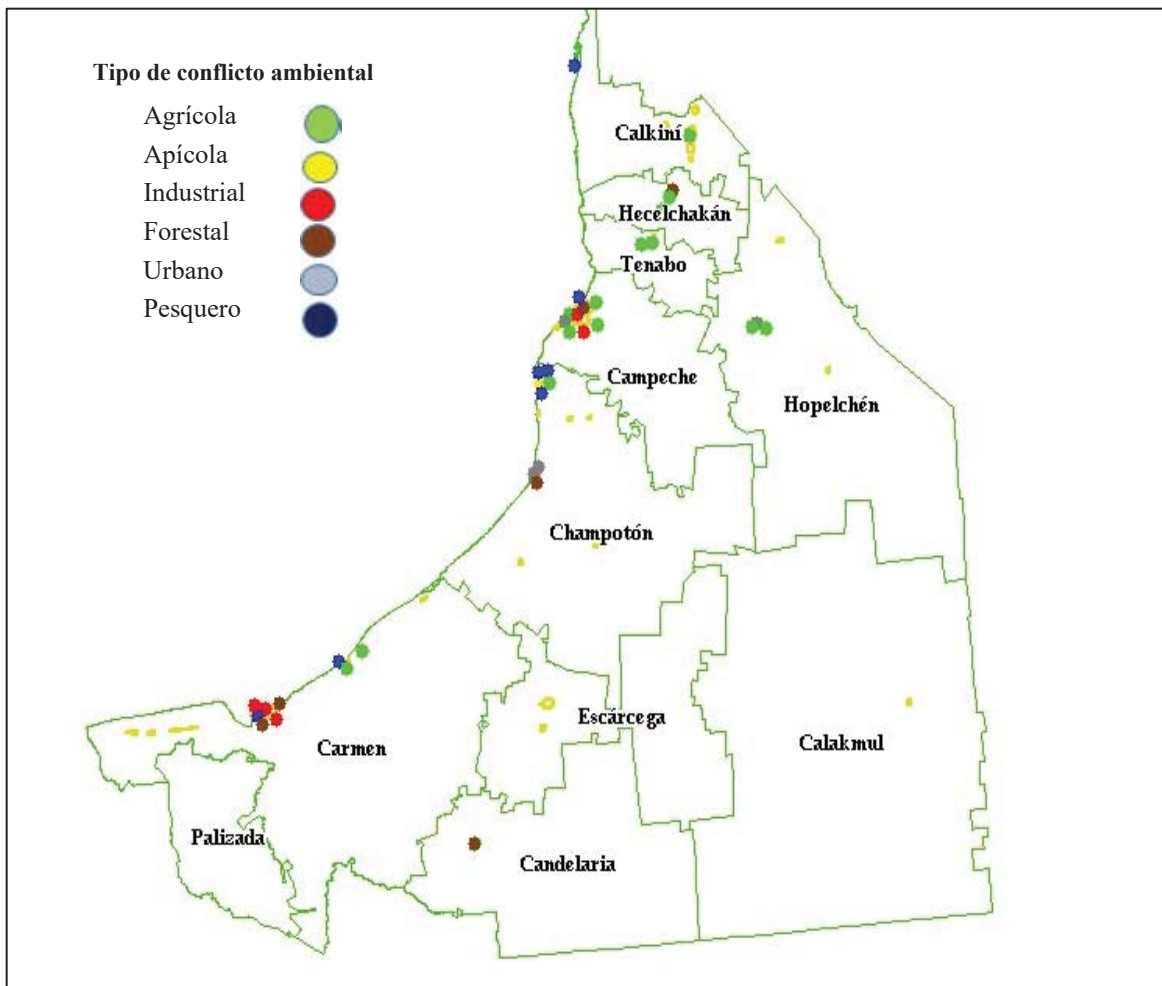 Tipo de conflicto ambiental
Agrícola
Apícola
Industrial
Forestal
Urbano
Pesquero
Calkiní
Hecelchakán
Tenabo
Campeche
Hopelchén
Champotón
Escárcega
Calakmul
Carmen
Palizada
Candelaria